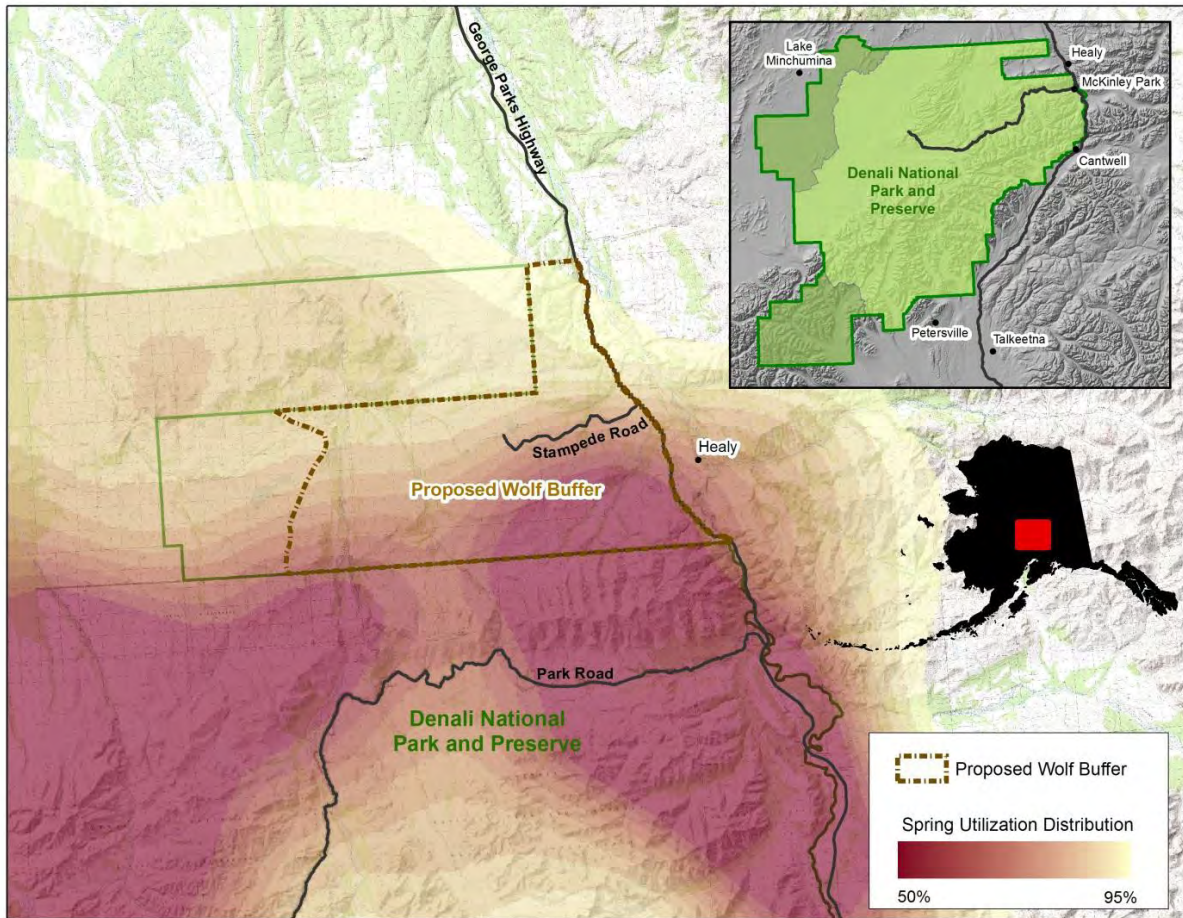 George Parks Highway
Lake
Minchumina
Healy
McKinley Park
Cantwell
Denali National
Park and
Preserve
Petersville
Talkeetna
Stampede Road
Healy
Proposed Wolf Buffer
Park Road
Denali National
Park and Preserve
Proposed Wolf Buffer
Spring Utilization Distribution
50%
95%